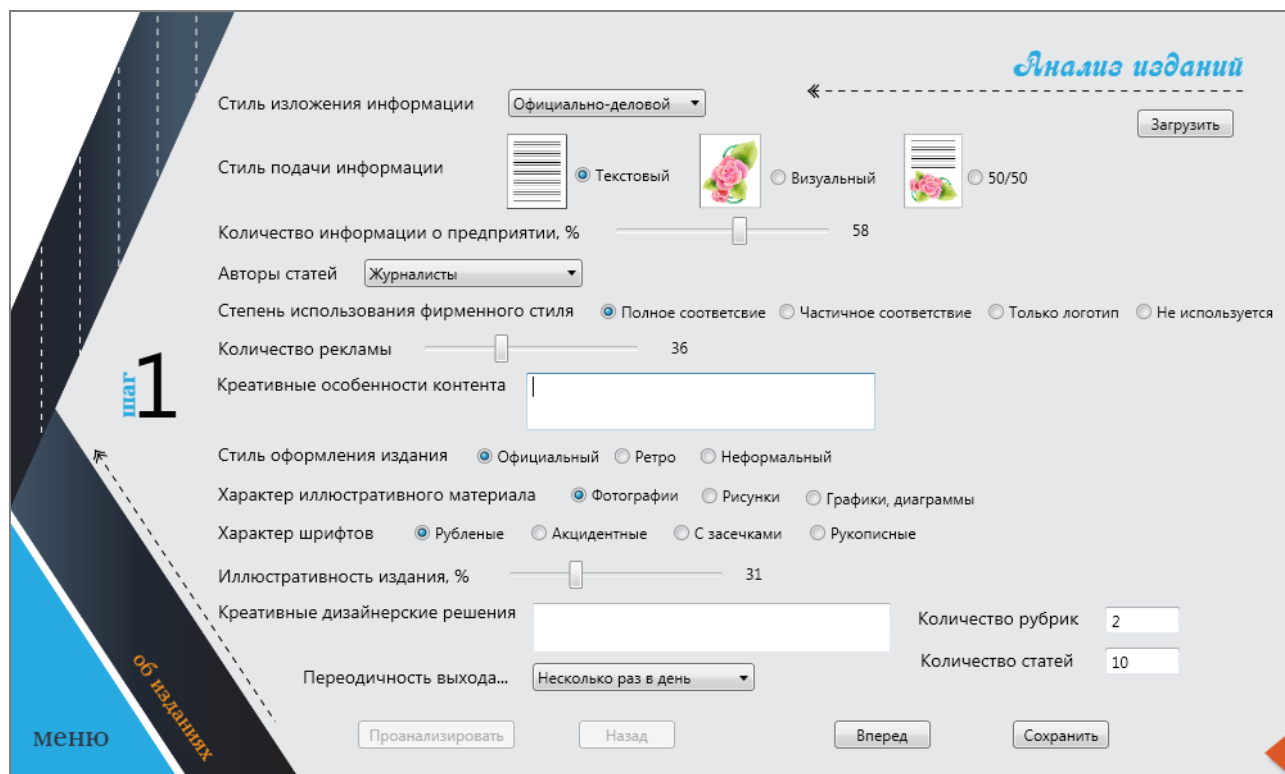 Анализ изданий
Стиль изложения информации Официально-деловой
Загрузить
Стиль подачи информации Текстовый Визуальный 50/50
Количество информации о предприятии, % 58
Авторы статей Журналисты
Степень использования фирменного стиля Полное соответсвие Частичное соответствие Только логотип Не используется
Количество рекламы 36
шаг 1
Креативные особенности контента
Стиль оформления издания Официальный Ретро Неформальный
Характер иллюстративного материала Фотографии Рисунки Графики, диаграммы
Характер шрифтов Рубленые Акцидентные С засечками Рукописные
Иллюстративность издания, % 31
Креативные дизайнерские решения
Количество рубрик 2
Количество статей 10
Переодичность выхода... Несколько раз в день
об изданиях
меню
Проанализировать Назад Вперед Сохранить